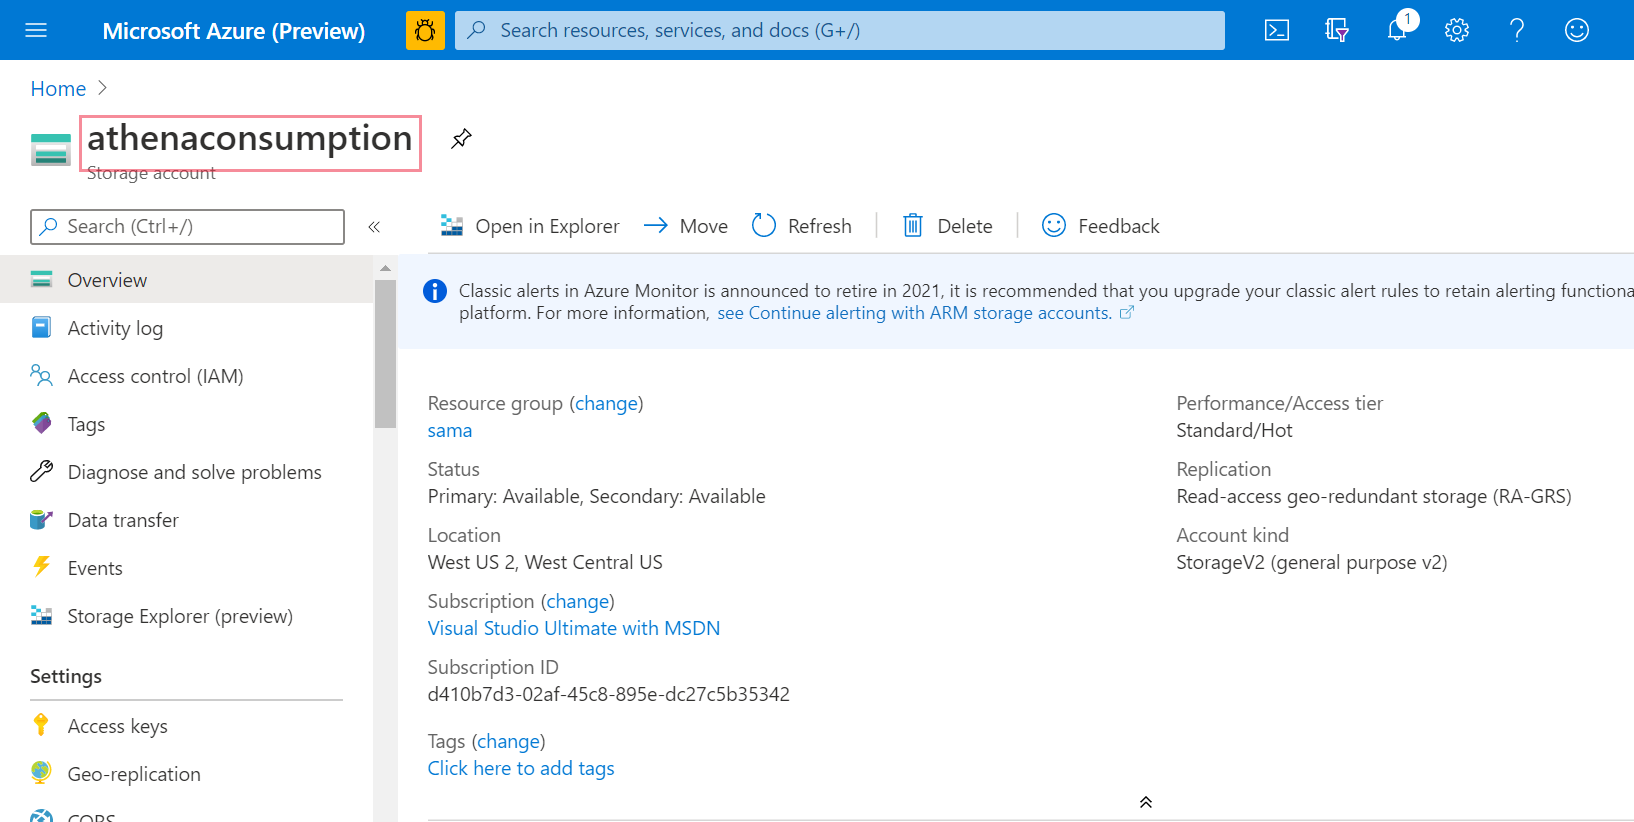 Microsoft Azure (Preview)
Search resources, services, and docs (G+/)
1
Home
athenaconsumption
Storage account
Search (Ctrl+/)
Open in Explorer
Move
Refresh
Delete
Feedback
Overview
Activity log
Access control (IAM)
Tags
Diagnose and solve problems
Data transfer
Events
Storage Explorer (preview)
Settings
Access keys
Geo-replication
CORS
Classic alerts in Azure Monitor is announced to retire in 2021, it is recommended that you upgrade your classic alert rules to retain alerting functiona
platform. For more information, see Continue alerting with ARM storage accounts.
Resource group (change)
sama
Status
Primary: Available, Secondary: Available
Location
West US 2, West Central US
Subscription (change)
Visual Studio Ultimate with MSDN
Subscription ID
d410b7d3-02af-45c8-895e-dc27c5b35342
Tags (change)
Click here to add tags
Performance/Access tier
Standard/Hot
Replication
Read-access geo-redundant storage (RA-GRS)
Account kind
StorageV2 (general purpose v2)